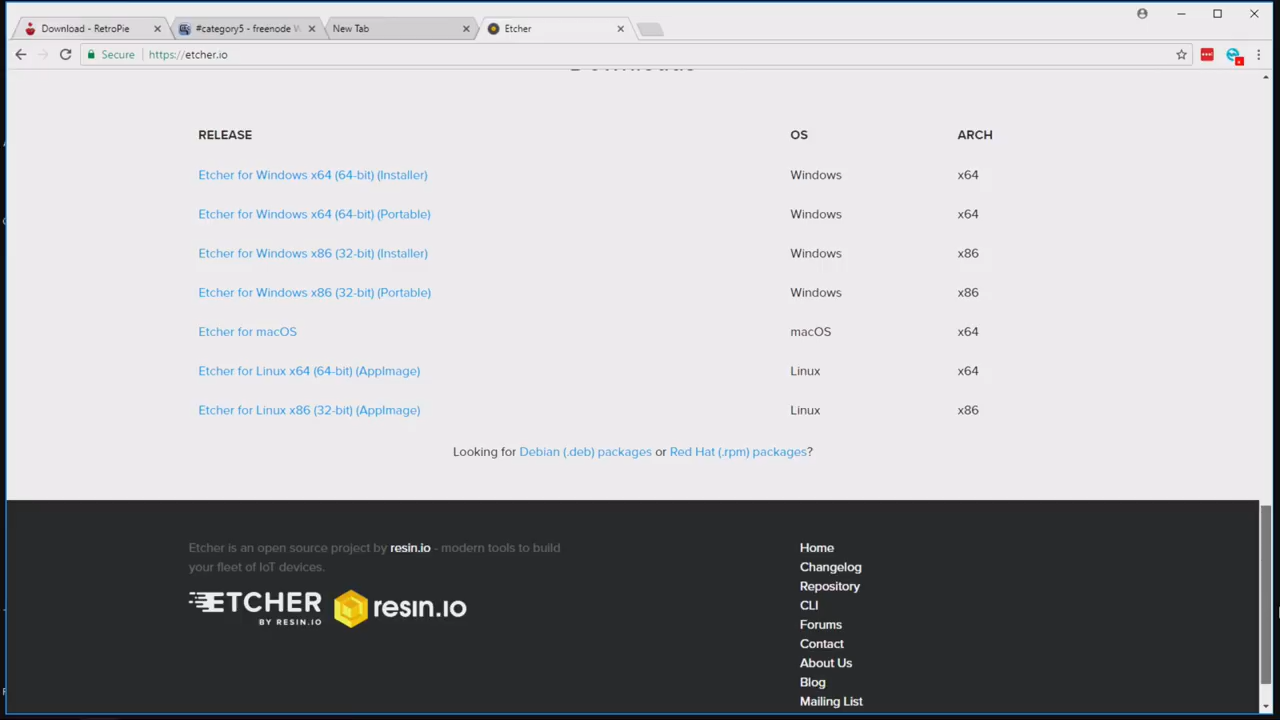 Download - RetroPie
#category5 - freenode W
New Tab
Etcher
Secure
https://etcher.io
Downloads
RELEASE OS ARCH
Etcher for Windows x64 (64-bit) (Installer) Windows x64
Etcher for Windows x64 (64-bit) (Portable) Windows x64
Etcher for Windows x86 (32-bit) (Installer) Windows x86
Etcher for Windows x86 (32-bit) (Portable) Windows x86
Etcher for macOS macOS x64
Etcher for Linux x64 (64-bit) (AppImage) Linux x64
Etcher for Linux x86 (32-bit) (AppImage) Linux x86
Looking for Debian (.deb) packages or Red Hat (.rpm) packages?
Etcher is an open source project by resin.io - modern tools to build
your fleet of IoT devices.
ETCHER
BY RESIN.IO
resin.io
Home
Changelog
Repository
CLI
Forums
Contact
About Us
Blog
Mailing List